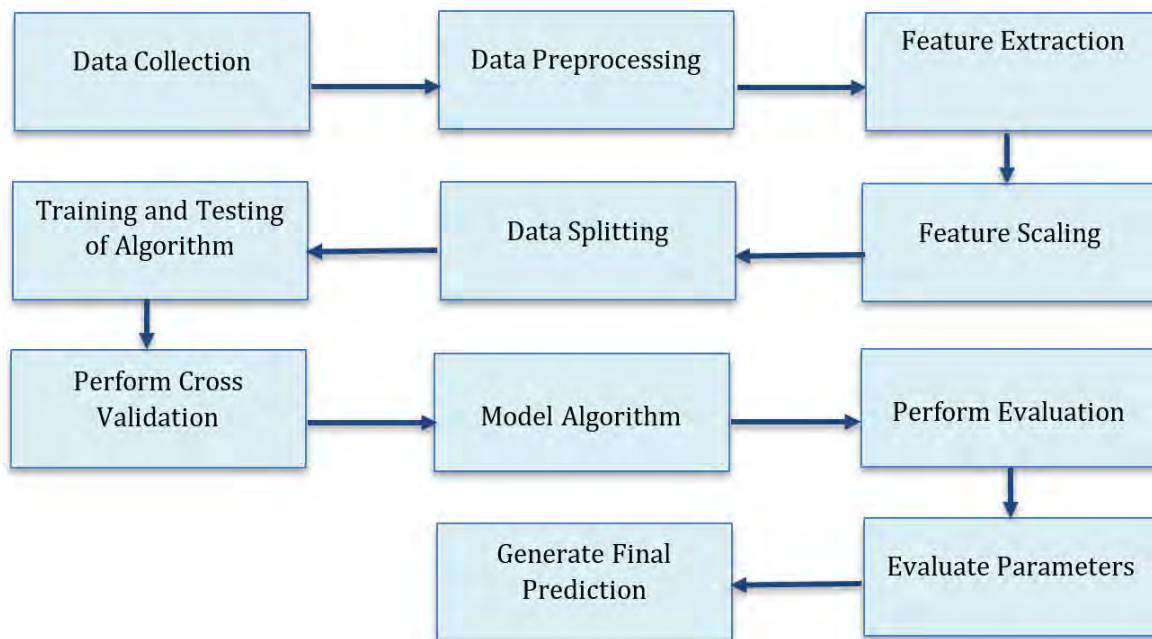 Data Collection
Data Preprocessing
Feature Extraction
Feature Scaling
Data Splitting
Training and Testing
of Algorithm
Perform Cross
Validation
Model Algorithm
Perform Evaluation
Evaluate Parameters
Generate Final
Prediction